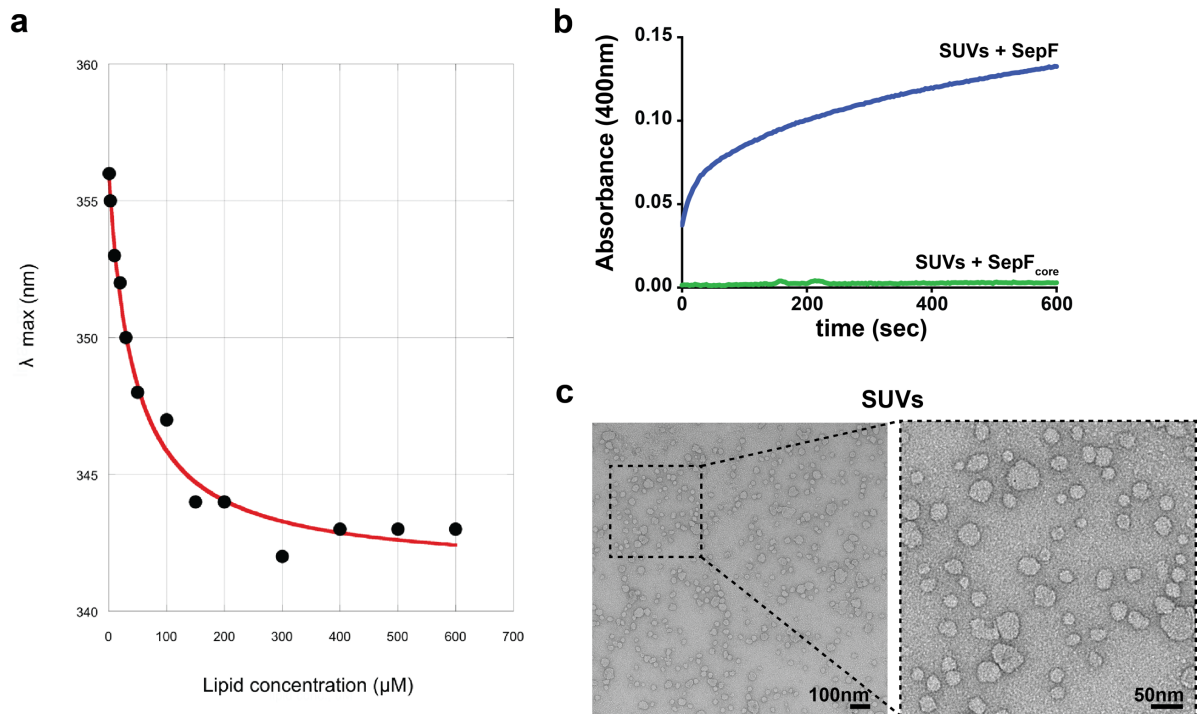 a
360
355
350
345
340
λ max (nm)
0 100 200 300 400 500 600 700
Lipid concentration (µM)
b
0.15
0.10
0.05
0.00
Absorbance (400nm)
SUVs + SepF
SUVs + SepFcore
0 200 400 600
time (sec)
c
SUVs
100nm
50nm